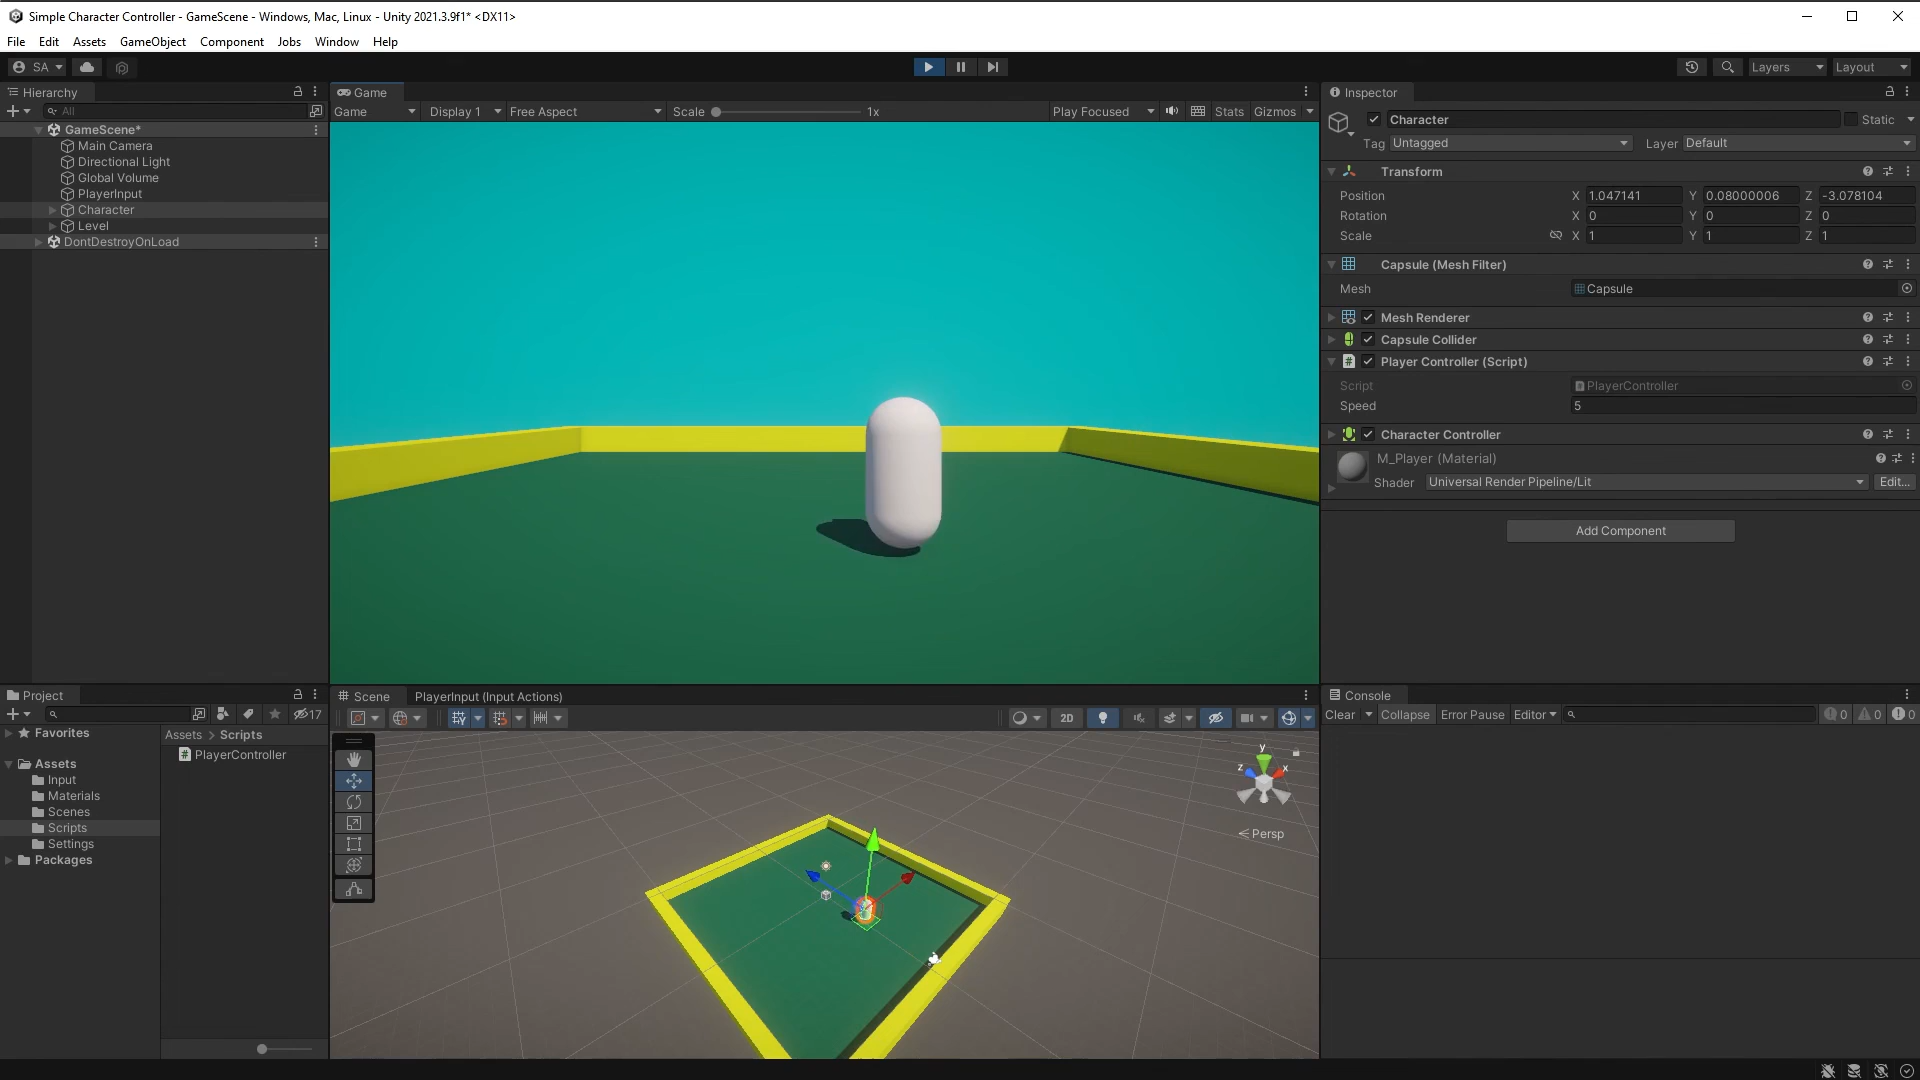 Simple Character Controller - GameScene - Windows, Mac, Linux - Unity 2021.3.9f1* <DX11>
File Edit Assets GameObject Component Jobs Window Help
SA Layers Layout
Hierarchy
All
GameScene*
Main Camera
Directional Light
Global Volume
PlayerInput
Character
Level
DontDestroyOnLoad
Game
Game Display 1 Free Aspect Scale 1x Play Focused Stats Gizmos
Inspector
Character Static
Tag Untagged Layer Default
Transform
Position X 1.047141 Y 0.08000006 Z -3.078104
Rotation X 0 Y 0 Z 0
Scale X 1 Y 1 Z 1
Capsule (Mesh Filter)
Mesh Capsule
Mesh Renderer
Capsule Collider
# Player Controller (Script)
Script PlayerController
Speed 5
Character Controller
M_Player (Material)
Shader Universal Render Pipeline/Lit Edit...
Add Component
Project
17
Favorites
Assets
Input
Materials
Scenes
Scripts
Settings
Packages
Assets > Scripts
# PlayerController
# Scene PlayerInput (Input Actions)
2D
y
z x
< Persp
Console
Clear Collapse Error Pause Editor 0 0 0